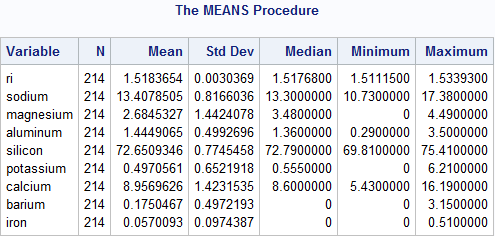 The MEANS Procedure
Variable N Mean Std Dev Median Minimum Maximum
ri 214 1.5183654 0.0030369 1.5176800 1.5111500 1.5339300
sodium 214 13.4078505 0.8166036 13.3000000 10.7300000 17.3800000
magnesium 214 2.6845327 1.4424078 3.4800000 0 4.4900000
aluminum 214 1.4449065 0.4992696 1.3600000 0.2900000 3.5000000
silicon 214 72.6509346 0.7745458 72.7900000 69.8100000 75.4100000
potassium 214 0.4970561 0.6521918 0.5550000 0 6.2100000
calcium 214 8.9569626 1.4231535 8.6000000 5.4300000 16.1900000
barium 214 0.1750467 0.4972193 0 0 3.1500000
iron 214 0.0570093 0.0974387 0 0 0.5100000